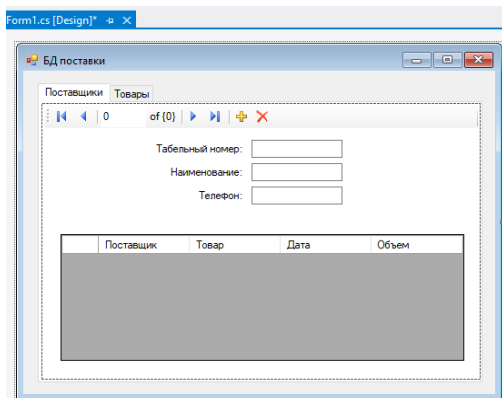 Form1.cs [Design]*
БД поставки
Поставщики Товары
0 of {0}
Табельный номер:
Наименование:
Телефон:
Поставщик Товар Дата Объем